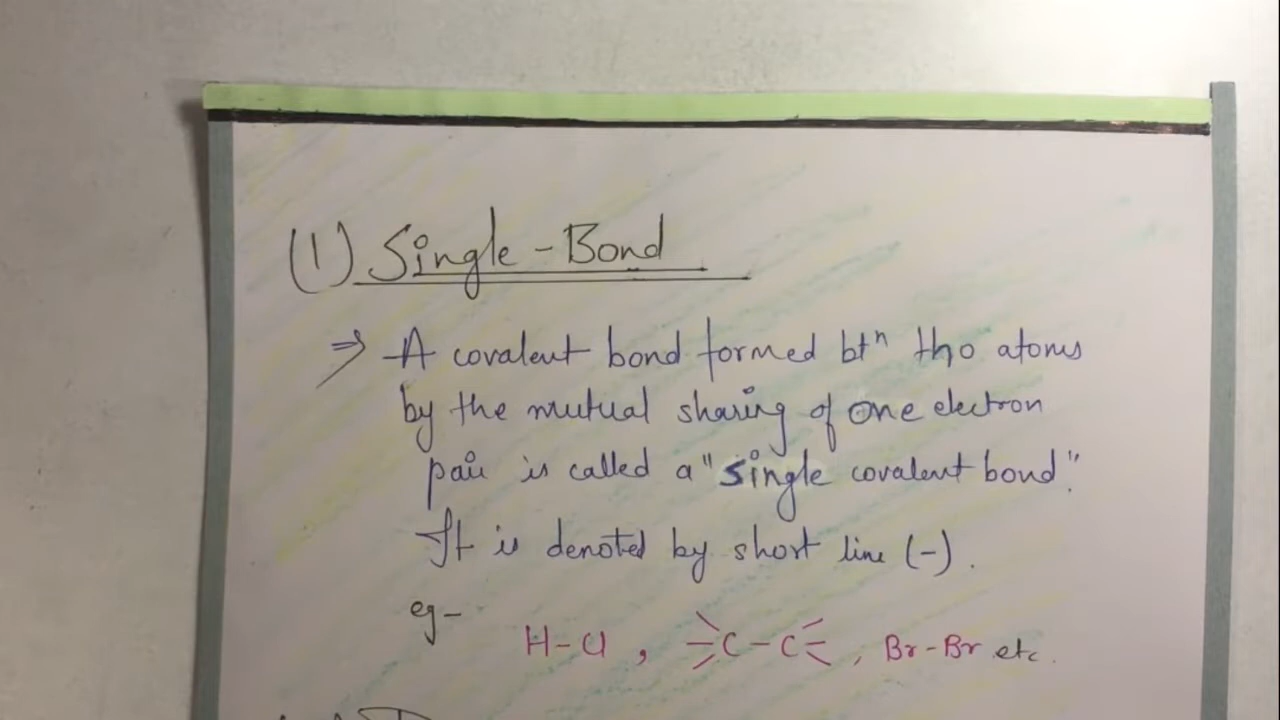 (1) Single-Bond
⇒ A covalent bond formed btⁿ tho atoms
by the mutual sharing of one electron
pair is called a "single covalent bond".
It is denoted by short line (-).
eg-
H-Cl, C-C, Br-Br etc.